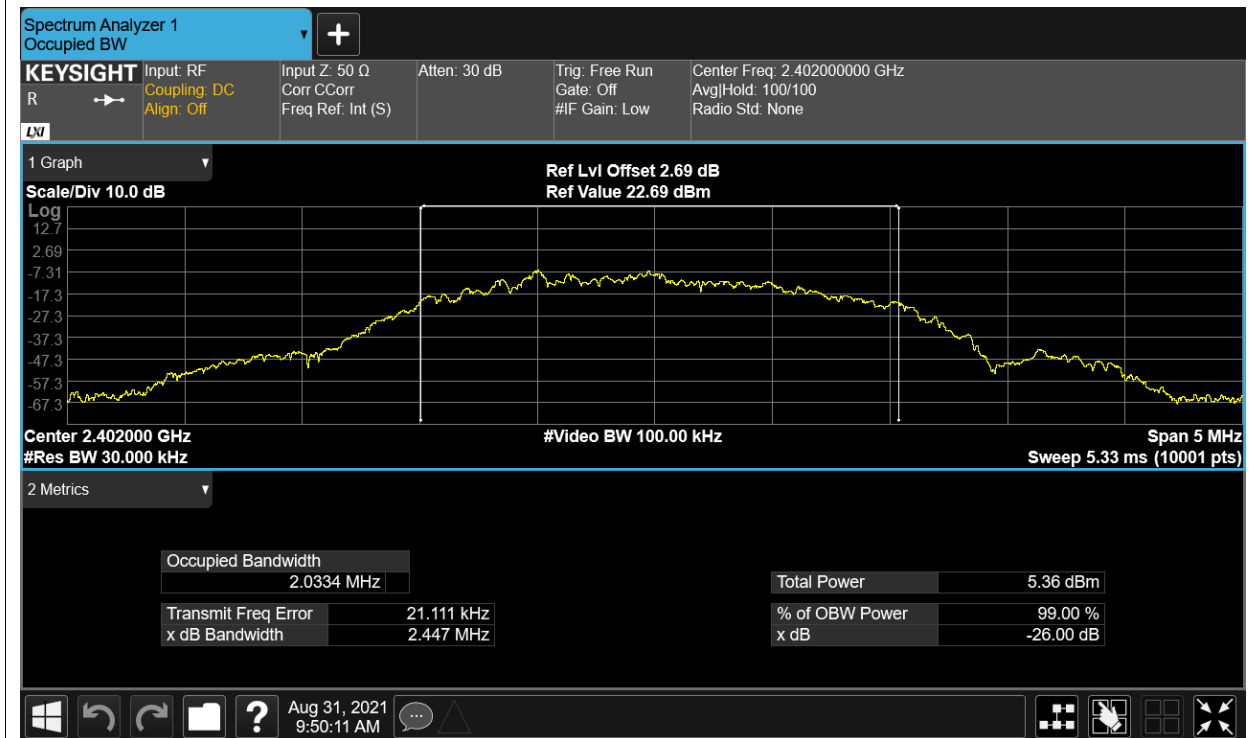 Spectrum Analyzer 1
Occupied BW
KEYSIGHT
R
LXI
Input: RF
Coupling: DC
Align: Off
Input Z: 50 Ω
Corr CCorr
Freq Ref: Int (S)
Atten: 30 dB
Trig: Free Run
Gate: Off
#IF Gain: Low
Center Freq: 2.402000000 GHz
Avg|Hold: 100/100
Radio Std: None
1 Graph
Scale/Div 10.0 dB
Ref Lvl Offset 2.69 dB
Ref Value 22.69 dBm
Log
12.7
2.69
-7.31
-17.3
-27.3
-37.3
-47.3
-57.3
-67.3
Center 2.402000 GHz
#Res BW 30.000 kHz
#Video BW 100.00 kHz
Span 5 MHz
Sweep 5.33 ms (10001 pts)
2 Metrics
Occupied Bandwidth
2.0334 MHz
Transmit Freq Error 21.111 kHz
x dB Bandwidth 2.447 MHz
Total Power 5.36 dBm
% of OBW Power 99.00 %
x dB -26.00 dB
?
Aug 31, 2021
9:50:11 AM